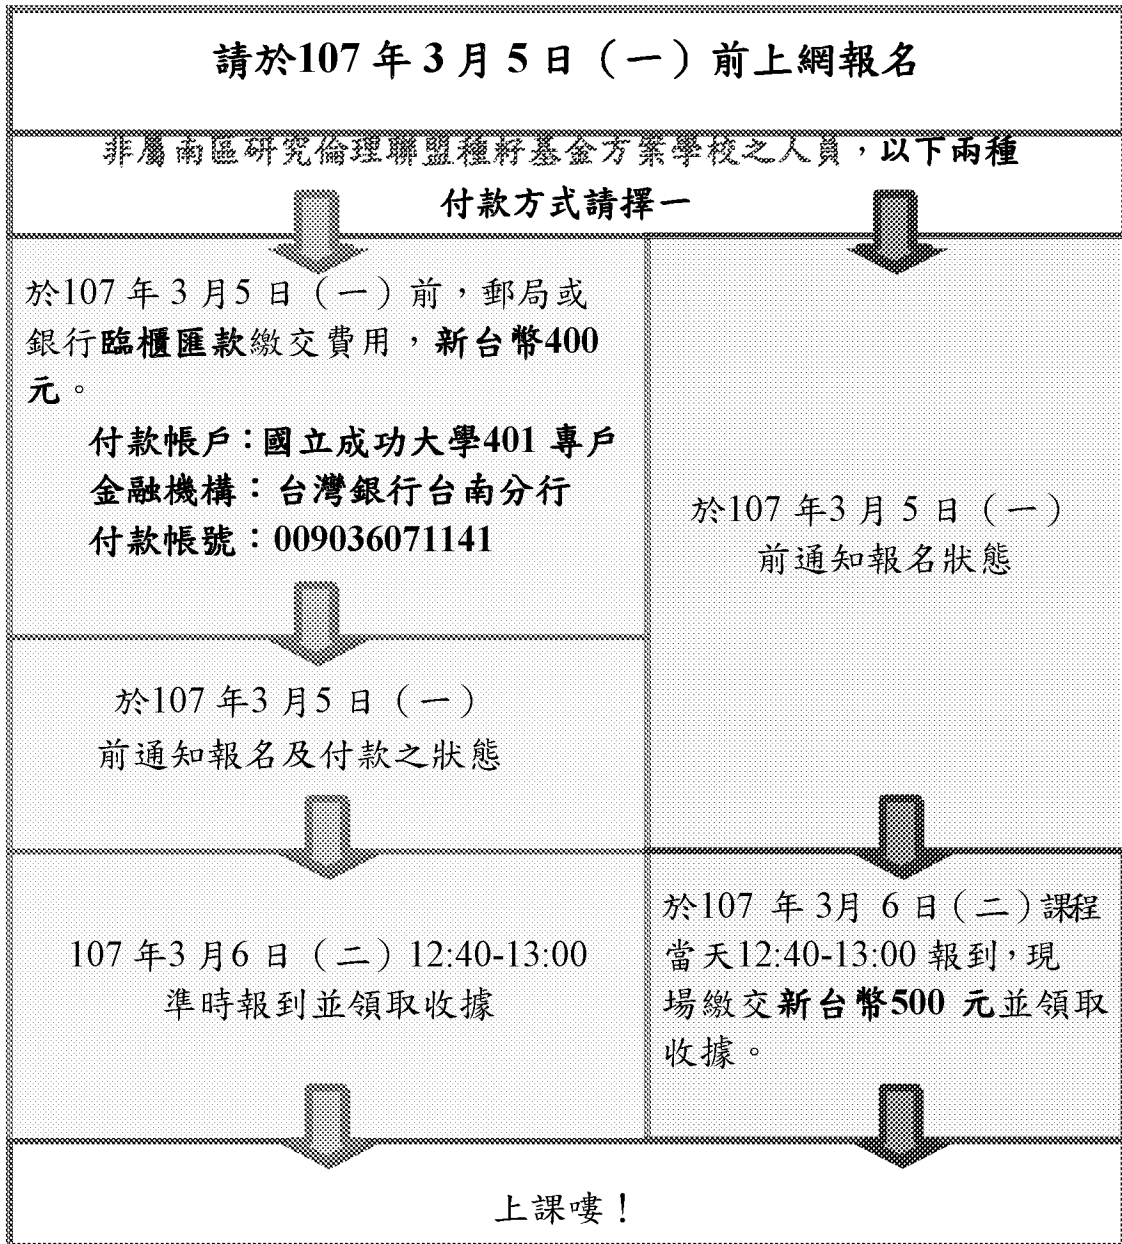 請於107 年 3 月 5 日（一）前上網報名
非屬南區研究倫理聯盟種籽基金方案學校之人員，以下兩種
付款方式請擇一
於107 年 3 月5 日（一）前，郵局或
銀行臨櫃匯款繳交費用，新台幣400
元。
付款帳戶：國立成功大學401 專戶
金融機構：台灣銀行台南分行
付款帳號：009036071141
於107 年3 月5 日（一）
前通知報名及付款之狀態
107 年3 月6 日（二）12:40-13:00
準時報到並領取收據
於107 年3 月 5 日（一）
前通知報名狀態
於107 年 3月 6 日（二）課程
當天12:40-13:00 報到，現
場繳交新台幣500 元並領取
收據。
上課嘍！